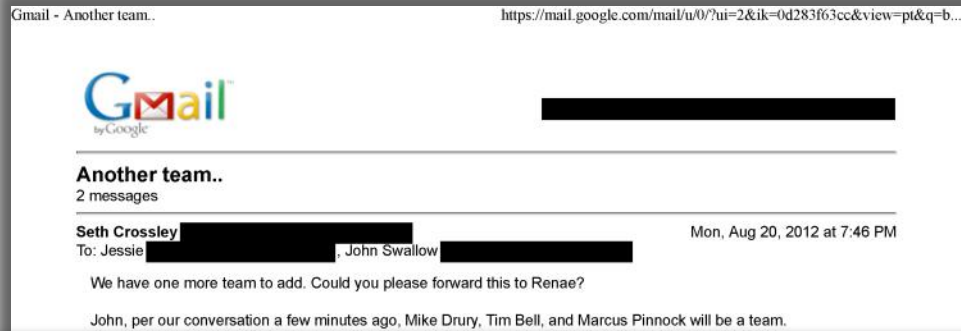 Gmail - Another team..
https://mail.google.com/mail/u/0/?ui=2&ik=0d283f63cc&view=pt&q=b...
Gmail
by Google
Another team..
2 messages
Seth Crossley
Mon, Aug 20, 2012 at 7:46 PM
To: Jessie , John Swallow
We have one more team to add. Could you please forward this to Renae?
John, per our conversation a few minutes ago, Mike Drury, Tim Bell, and Marcus Pinnock will be a team.